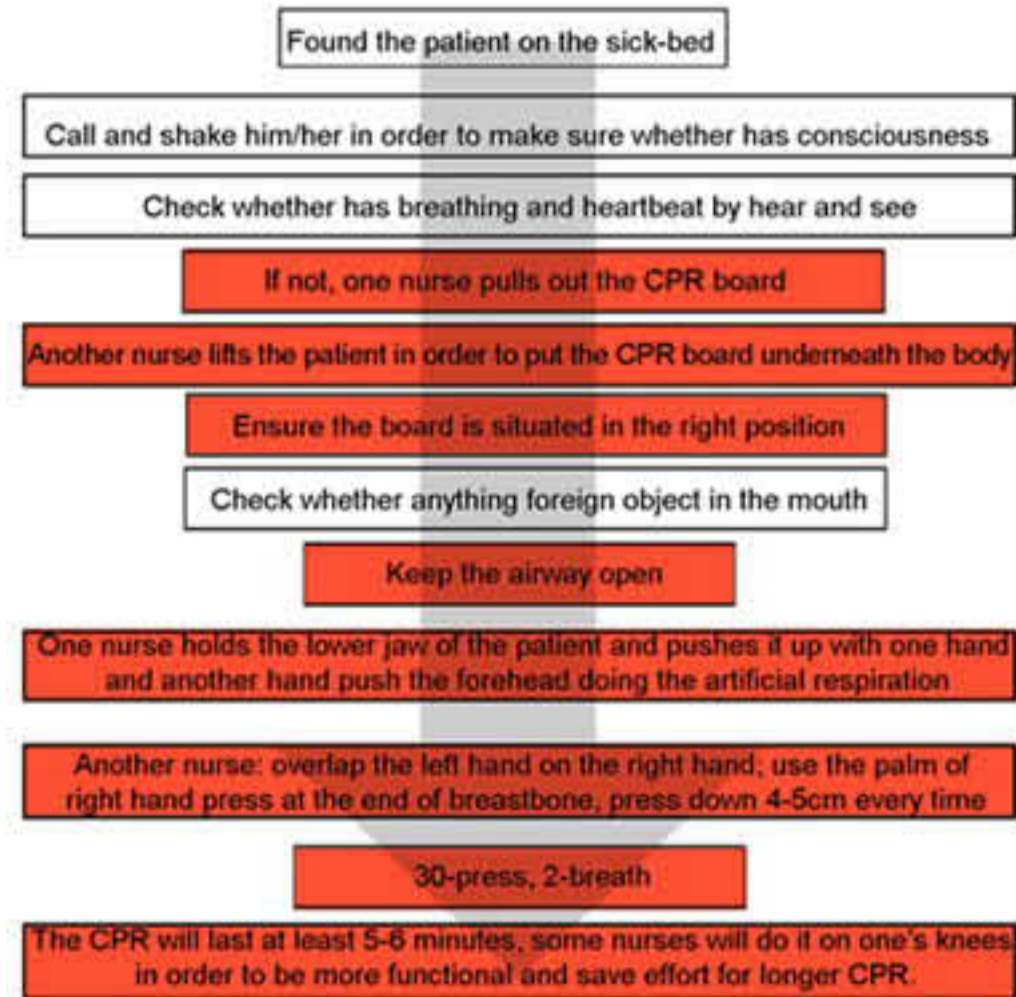 Found the patient on the sick-bed
Call and shake him/her in order to make sure whether has consciousness
Check whether has breathing and heartbeat by hear and see
If not, one nurse pulls out the CPR board
Another nurse lifts the patient in order to put the CPR board underneath the body
Ensure the board is situated in the right position
Check whether anything foreign object in the mouth
Keep the airway open
One nurse holds the lower jaw of the patient and pushes it up with one hand
and another hand push the forehead doing the artificial respiration
Another nurse: overlap the left hand on the right hand; use the palm of
right hand press at the end of breastbone, press down 4-5cm every time
30-press, 2-breath
The CPR will last at least 5-6 minutes, some nurses will do it on one's knees
in order to be more functional and save effort for longer CPR.